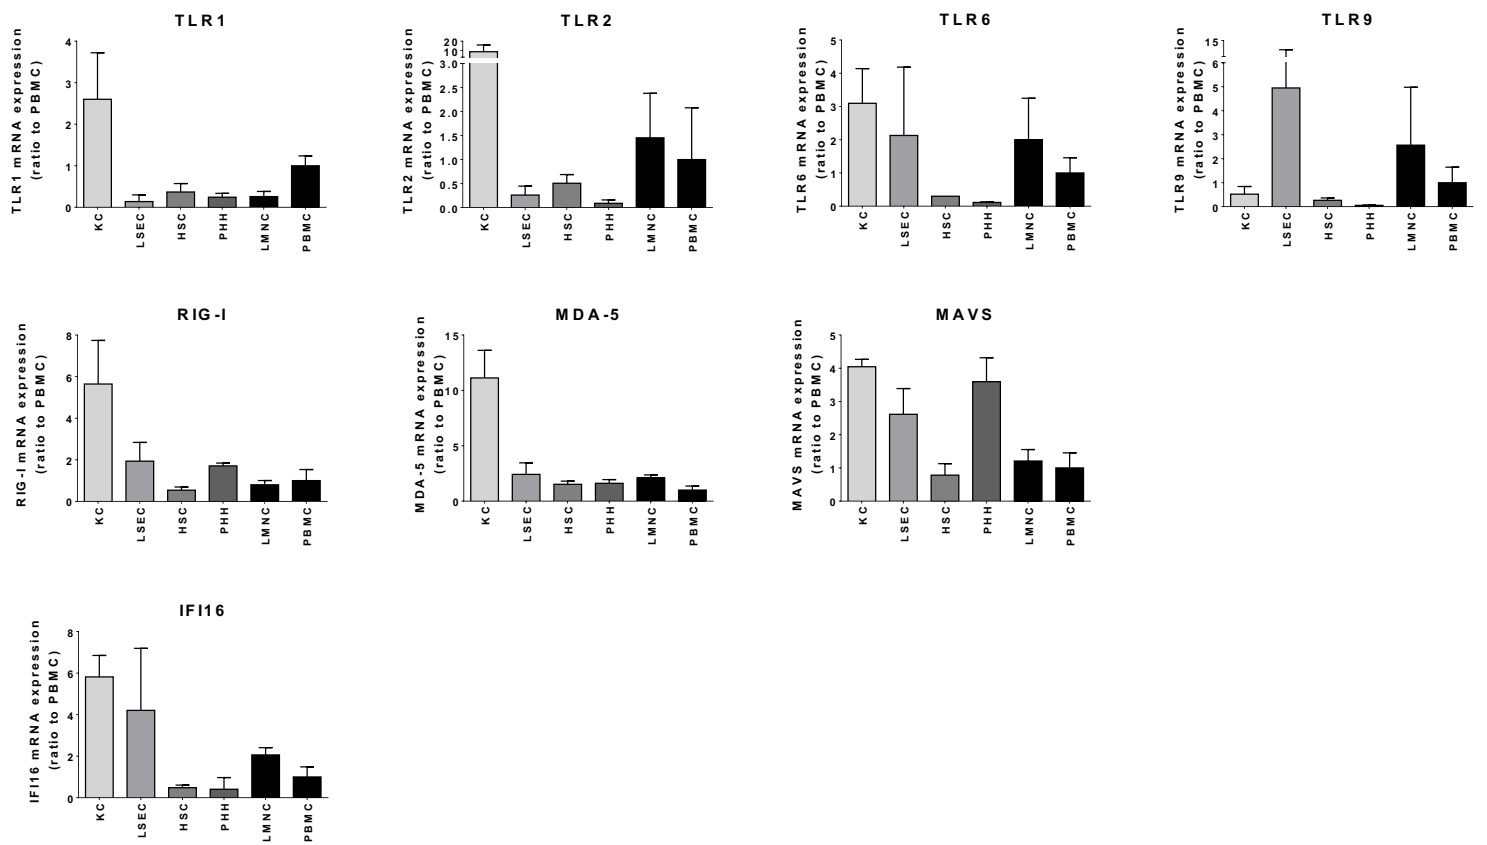 TLR1
TLR1 mRNA expression
(ratio to PBMC)
4
3
2
1
0
KC
LSEC
HSC
PHH
LMNC
PBMC
TLR2
TLR2 mRNA expression
(ratio to PBMC)
20
10
3.0
2.5
2.0
1.5
1.0
0.5
0.0
KC
LSEC
HSC
PHH
LMNC
PBMC
TLR6
TLR6 mRNA expression
(ratio to PBMC)
5
4
3
2
1
0
KC
LSEC
HSC
PHH
LMNC
PBMC
TLR9
TLR9 mRNA expression
(ratio to PBMC)
15
6
5
4
3
2
1
0
KC
LSEC
HSC
PHH
LMNC
PBMC
RIG-I
RIG-I mRNA expression
(ratio to PBMC)
8
6
4
2
0
KC
LSEC
HSC
PHH
LMNC
PBMC
MDA-5
MDA-5 mRNA expression
(ratio to PBMC)
15
10
5
0
KC
LSEC
HSC
PHH
LMNC
PBMC
MAVS
MAVS mRNA expression
(ratio to PBMC)
5
4
3
2
1
0
KC
LSEC
HSC
PHH
LMNC
PBMC
IFI16
IFI16 mRNA expression
(ratio to PBMC)
8
6
4
2
0
KC
LSEC
HSC
PHH
LMNC
PBMC